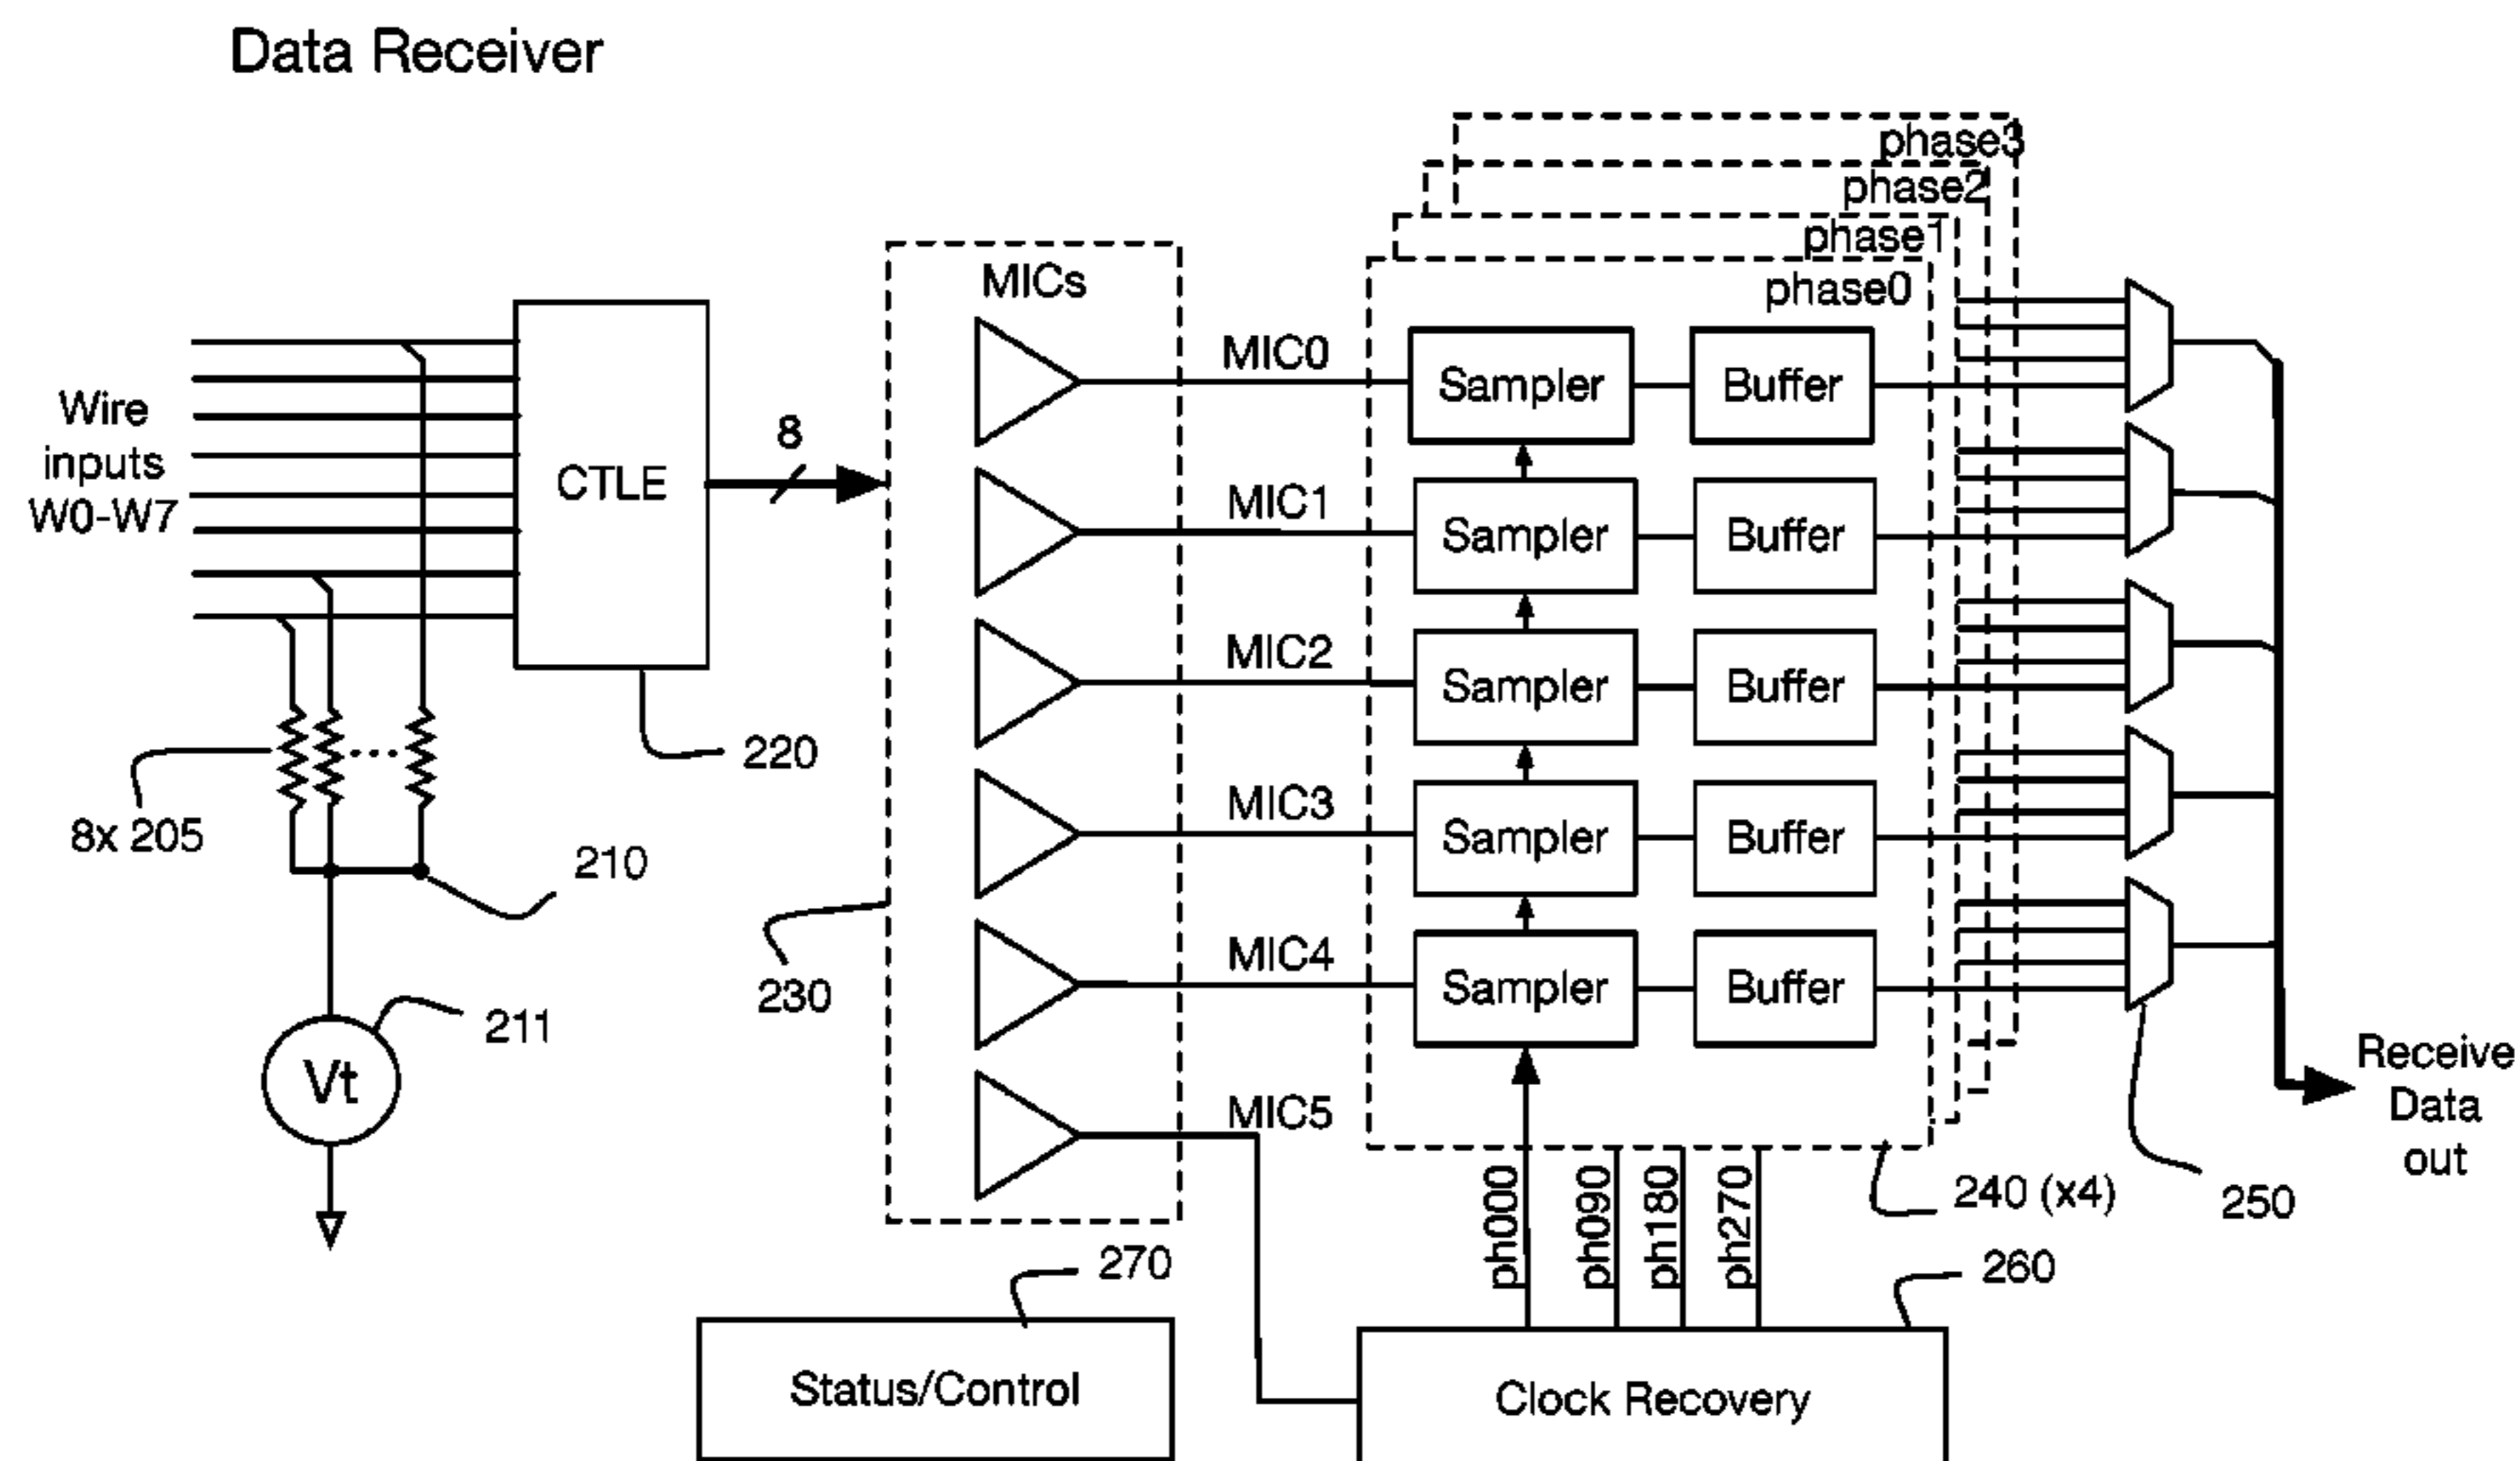 Data Receiver
phase3
phase2
phase1
phase0
MICs
Wire
inputs
W0-W7
CTLE
8
MIC0
Sampler
Buffer
MIC1
Sampler
Buffer
MIC2
Sampler
Buffer
MIC3
Sampler
Buffer
MIC4
Sampler
Buffer
MIC5
220
8x 205
210
230
211
Vt
Receive
Data
out
ph000
ph090
ph180
ph270
240 (x4)
250
270
260
Status/Control
Clock Recovery